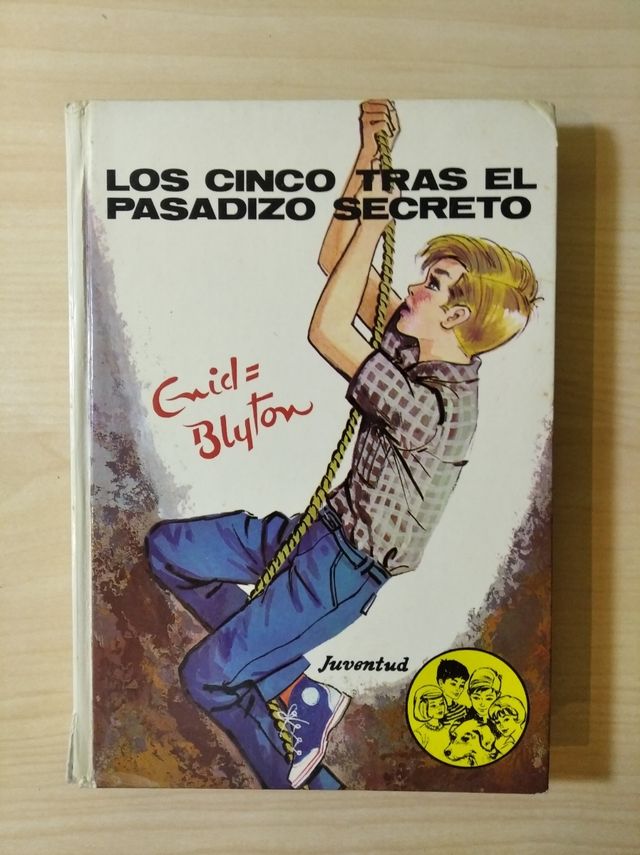 LOS CINCO TRAS EL
PASADIZO SECRETO
Enid
Blyton
Juventud